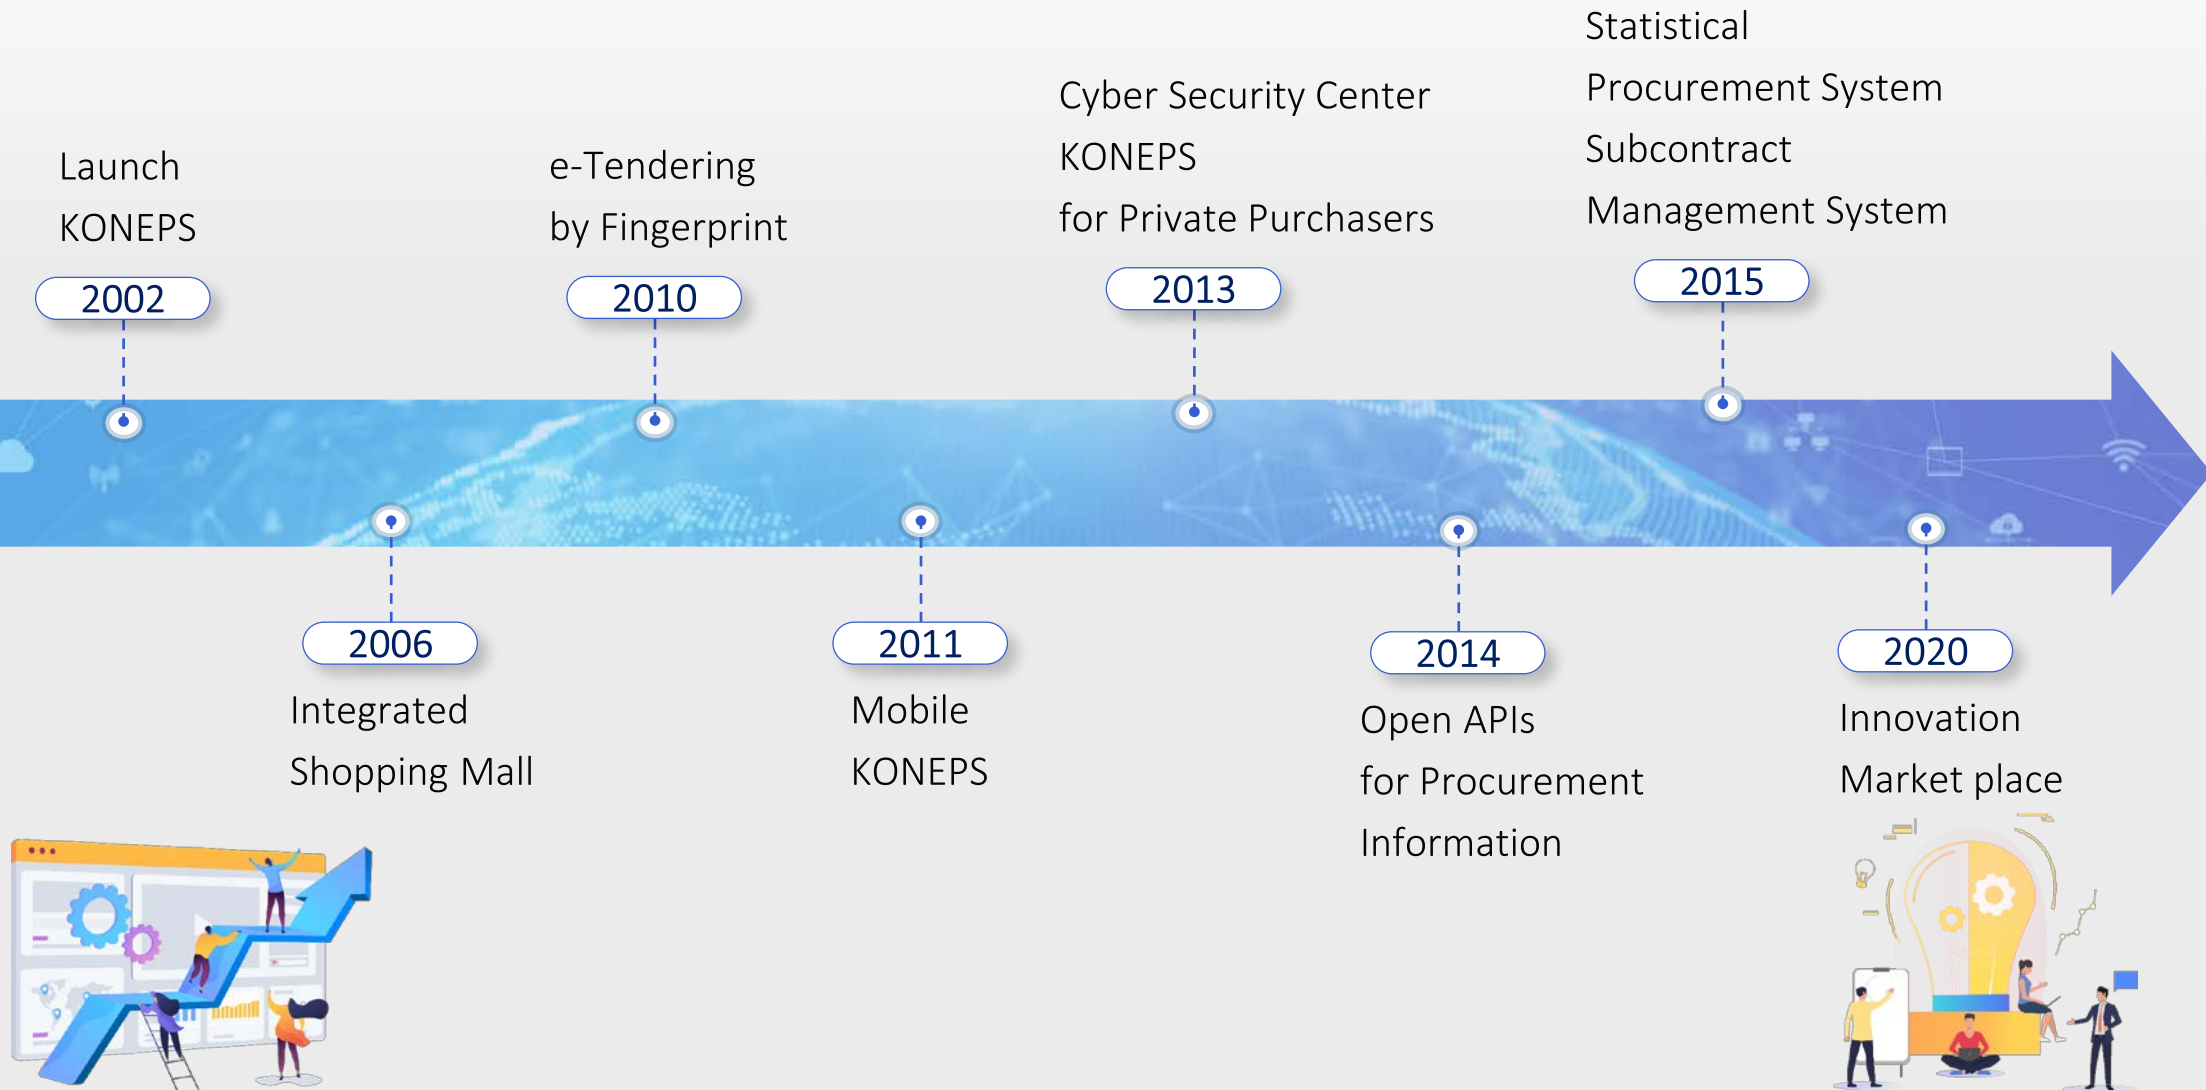 Launch
KONEPS
2002
Integrated
Shopping Mall
2006
e-Tendering
by Fingerprint
2010
Mobile
KONEPS
2011
Cyber Security Center
KONEPS
for Private Purchasers
2013
Open APIs
for Procurement
Information
2014
Statistical
Procurement System
Subcontract
Management System
2015
Innovation
Market place
2020